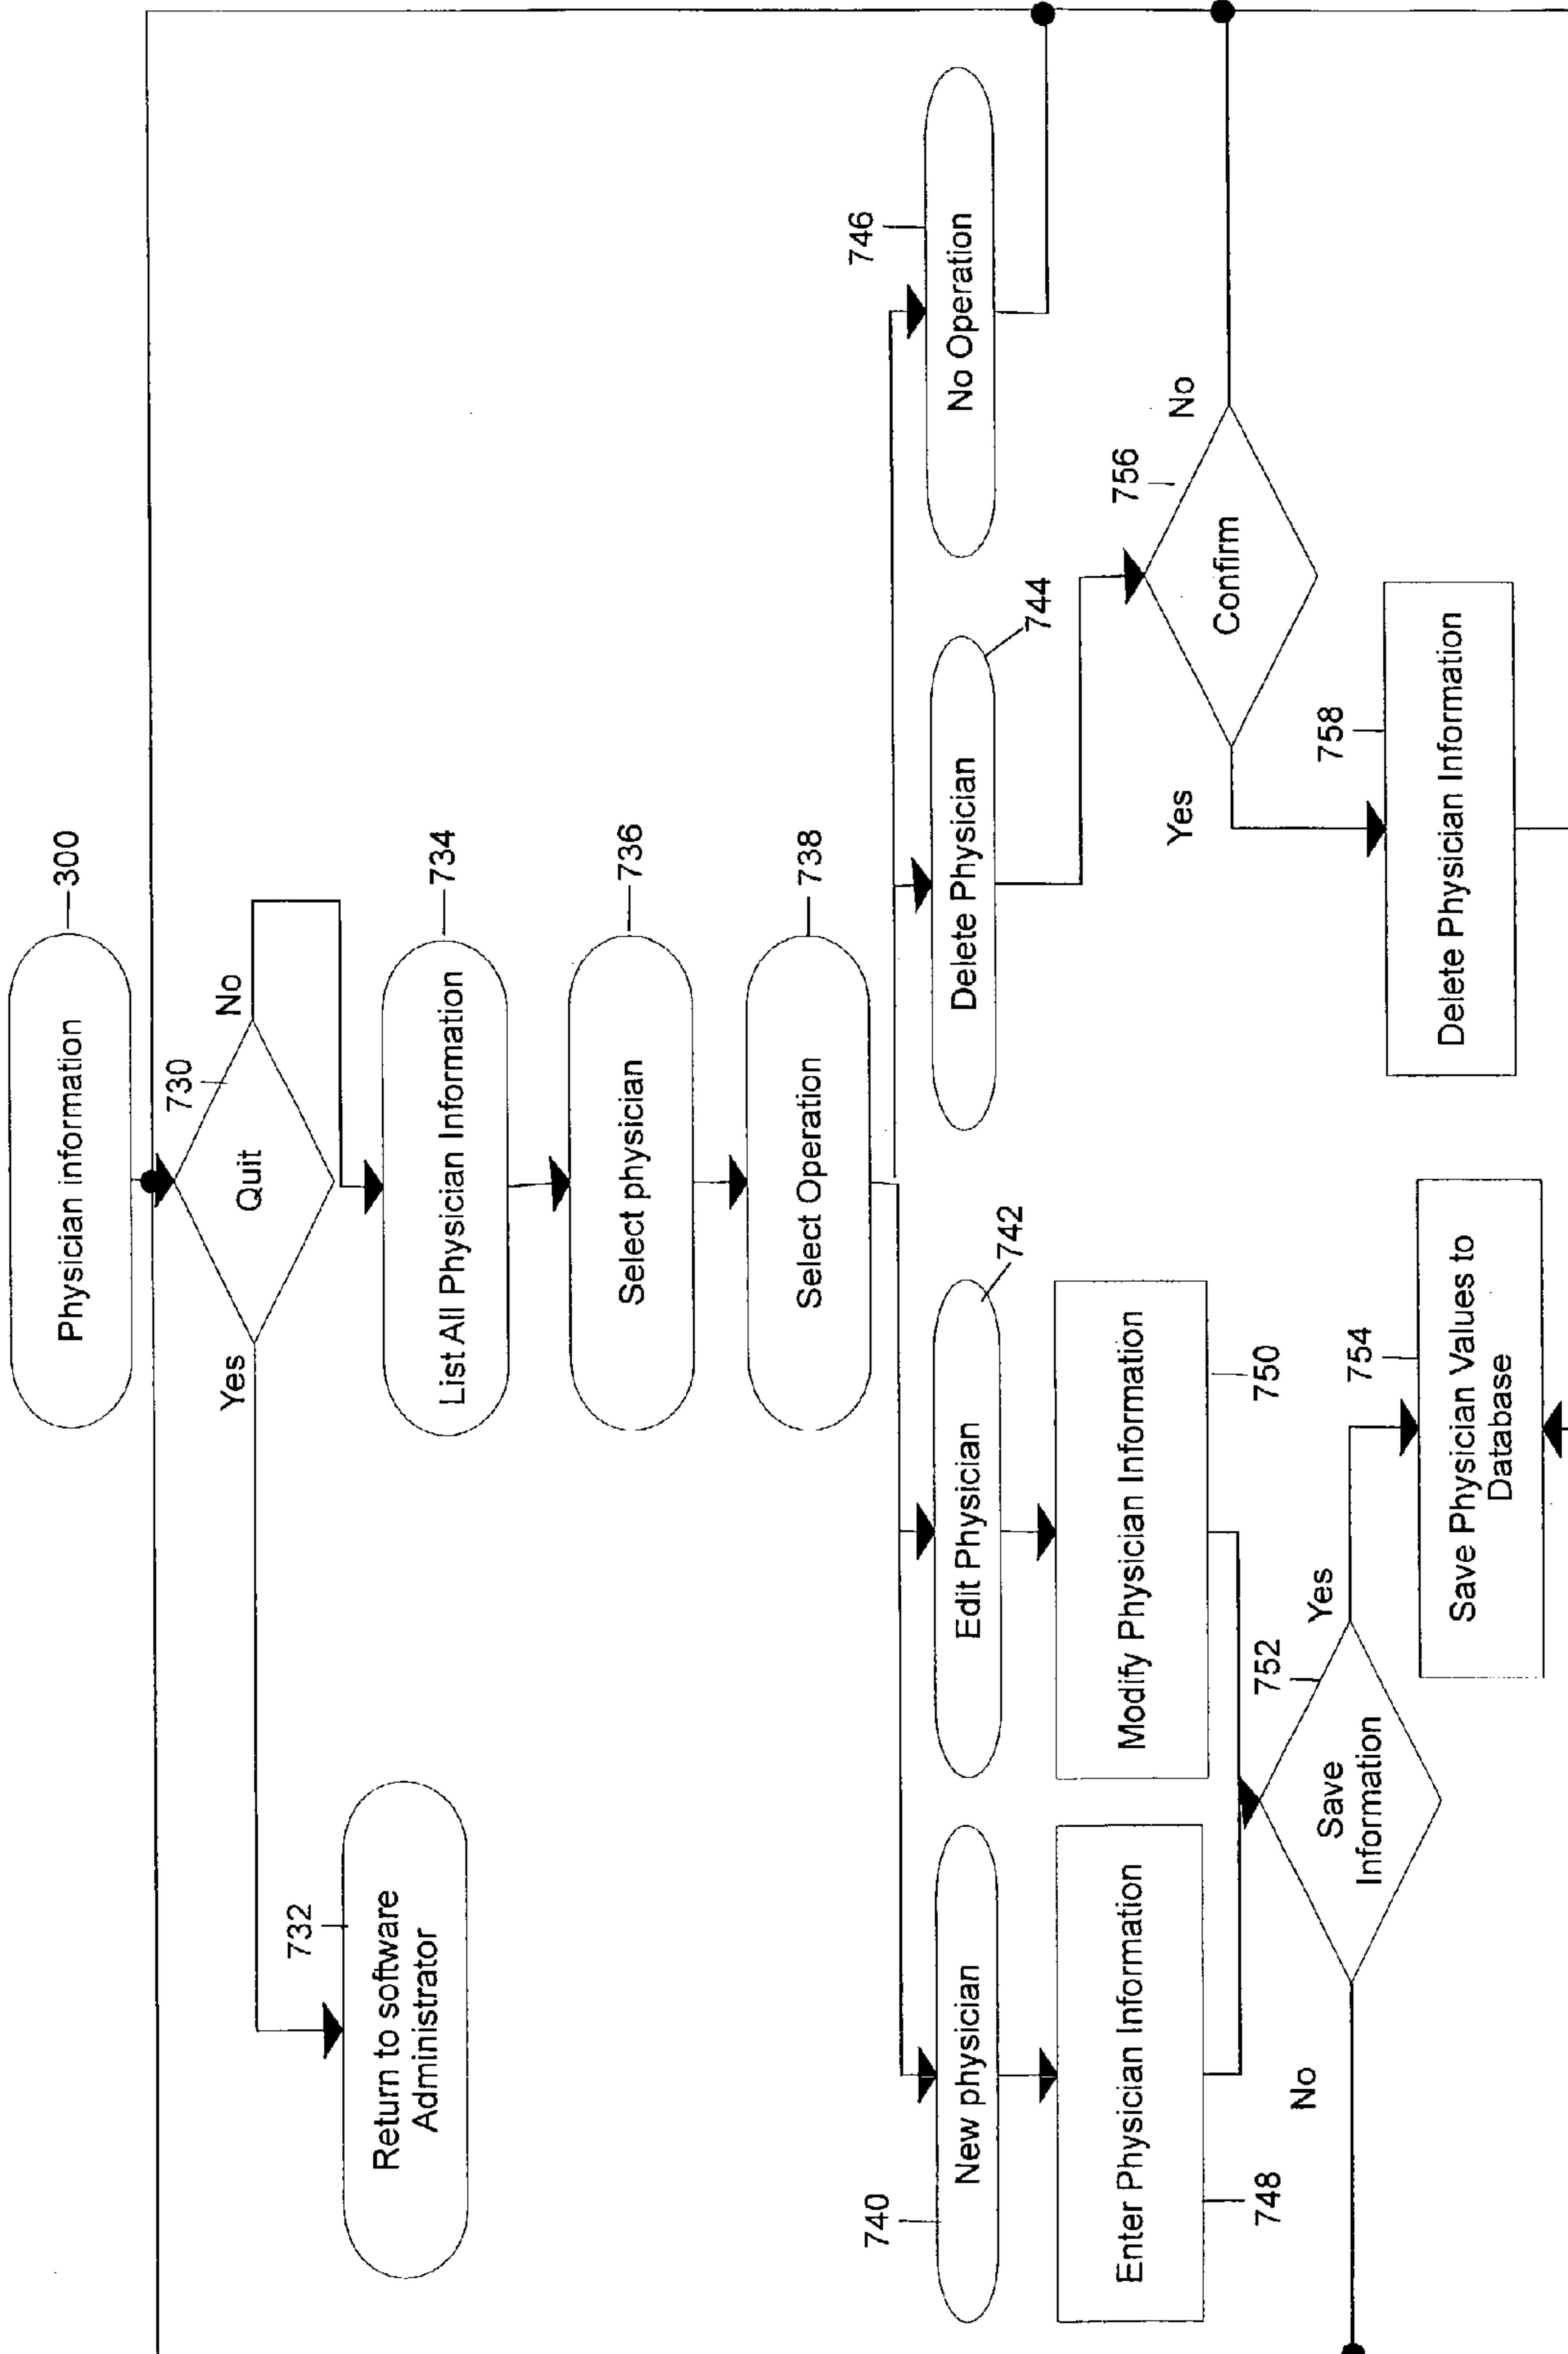 Physician information
300
730
Quit
No
Yes
732
Return to software
Administrator
List All Physician Information
734
Select physician
736
Select Operation
738
740
New physician
Edit Physician
742
Delete Physician
744
746
No Operation
Enter Physician Information
748
Modify Physician Information
750
756
Confirm
No
Yes
752
Save
Information
No
Yes
754
Save Physician Values to
Database
758
Delete Physician Information